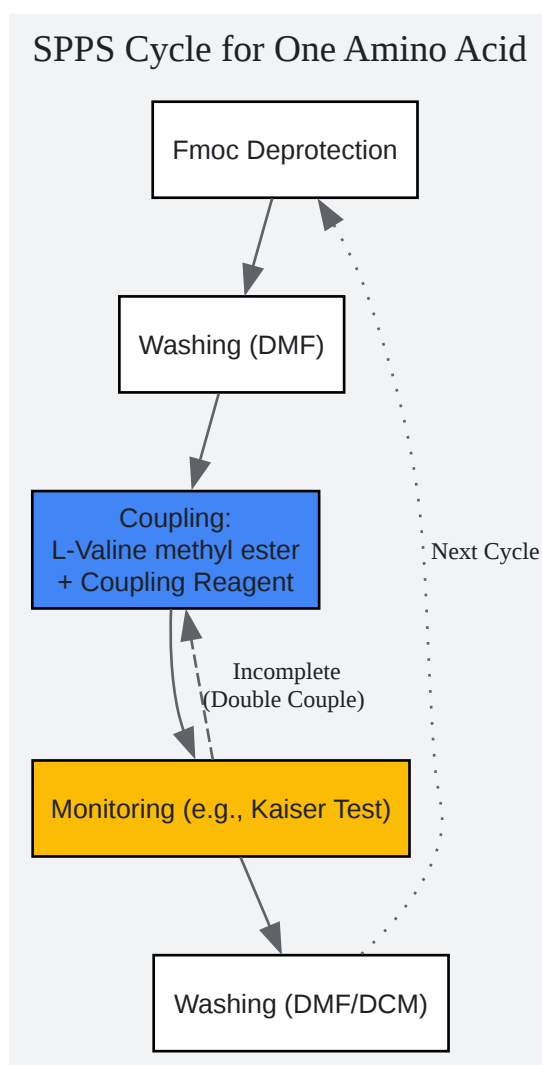 SPPS Cycle for One Amino Acid
Fmoc Deprotection
Washing (DMF)
Coupling:
L-Valine methyl ester
+ Coupling Reagent
Next Cycle
Incomplete
(Double Couple)
Monitoring (e.g., Kaiser Test)
Washing (DMF/DCM)